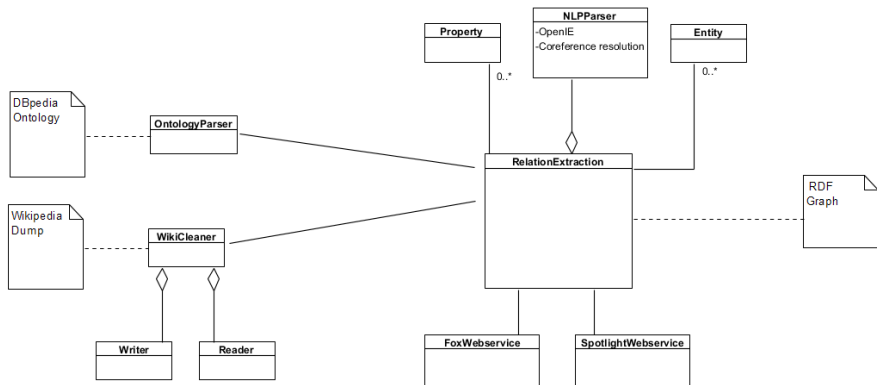 NLPParser
-OpenIE
-Coreference resolution
Property
Entity
0..*
0..*
DBpedia
Ontology
OntologyParser
RelationExtraction
RDF
Graph
Wikipedia
Dump
WikiCleaner
Writer
Reader
FoxWebservice
SpotlightWebservice